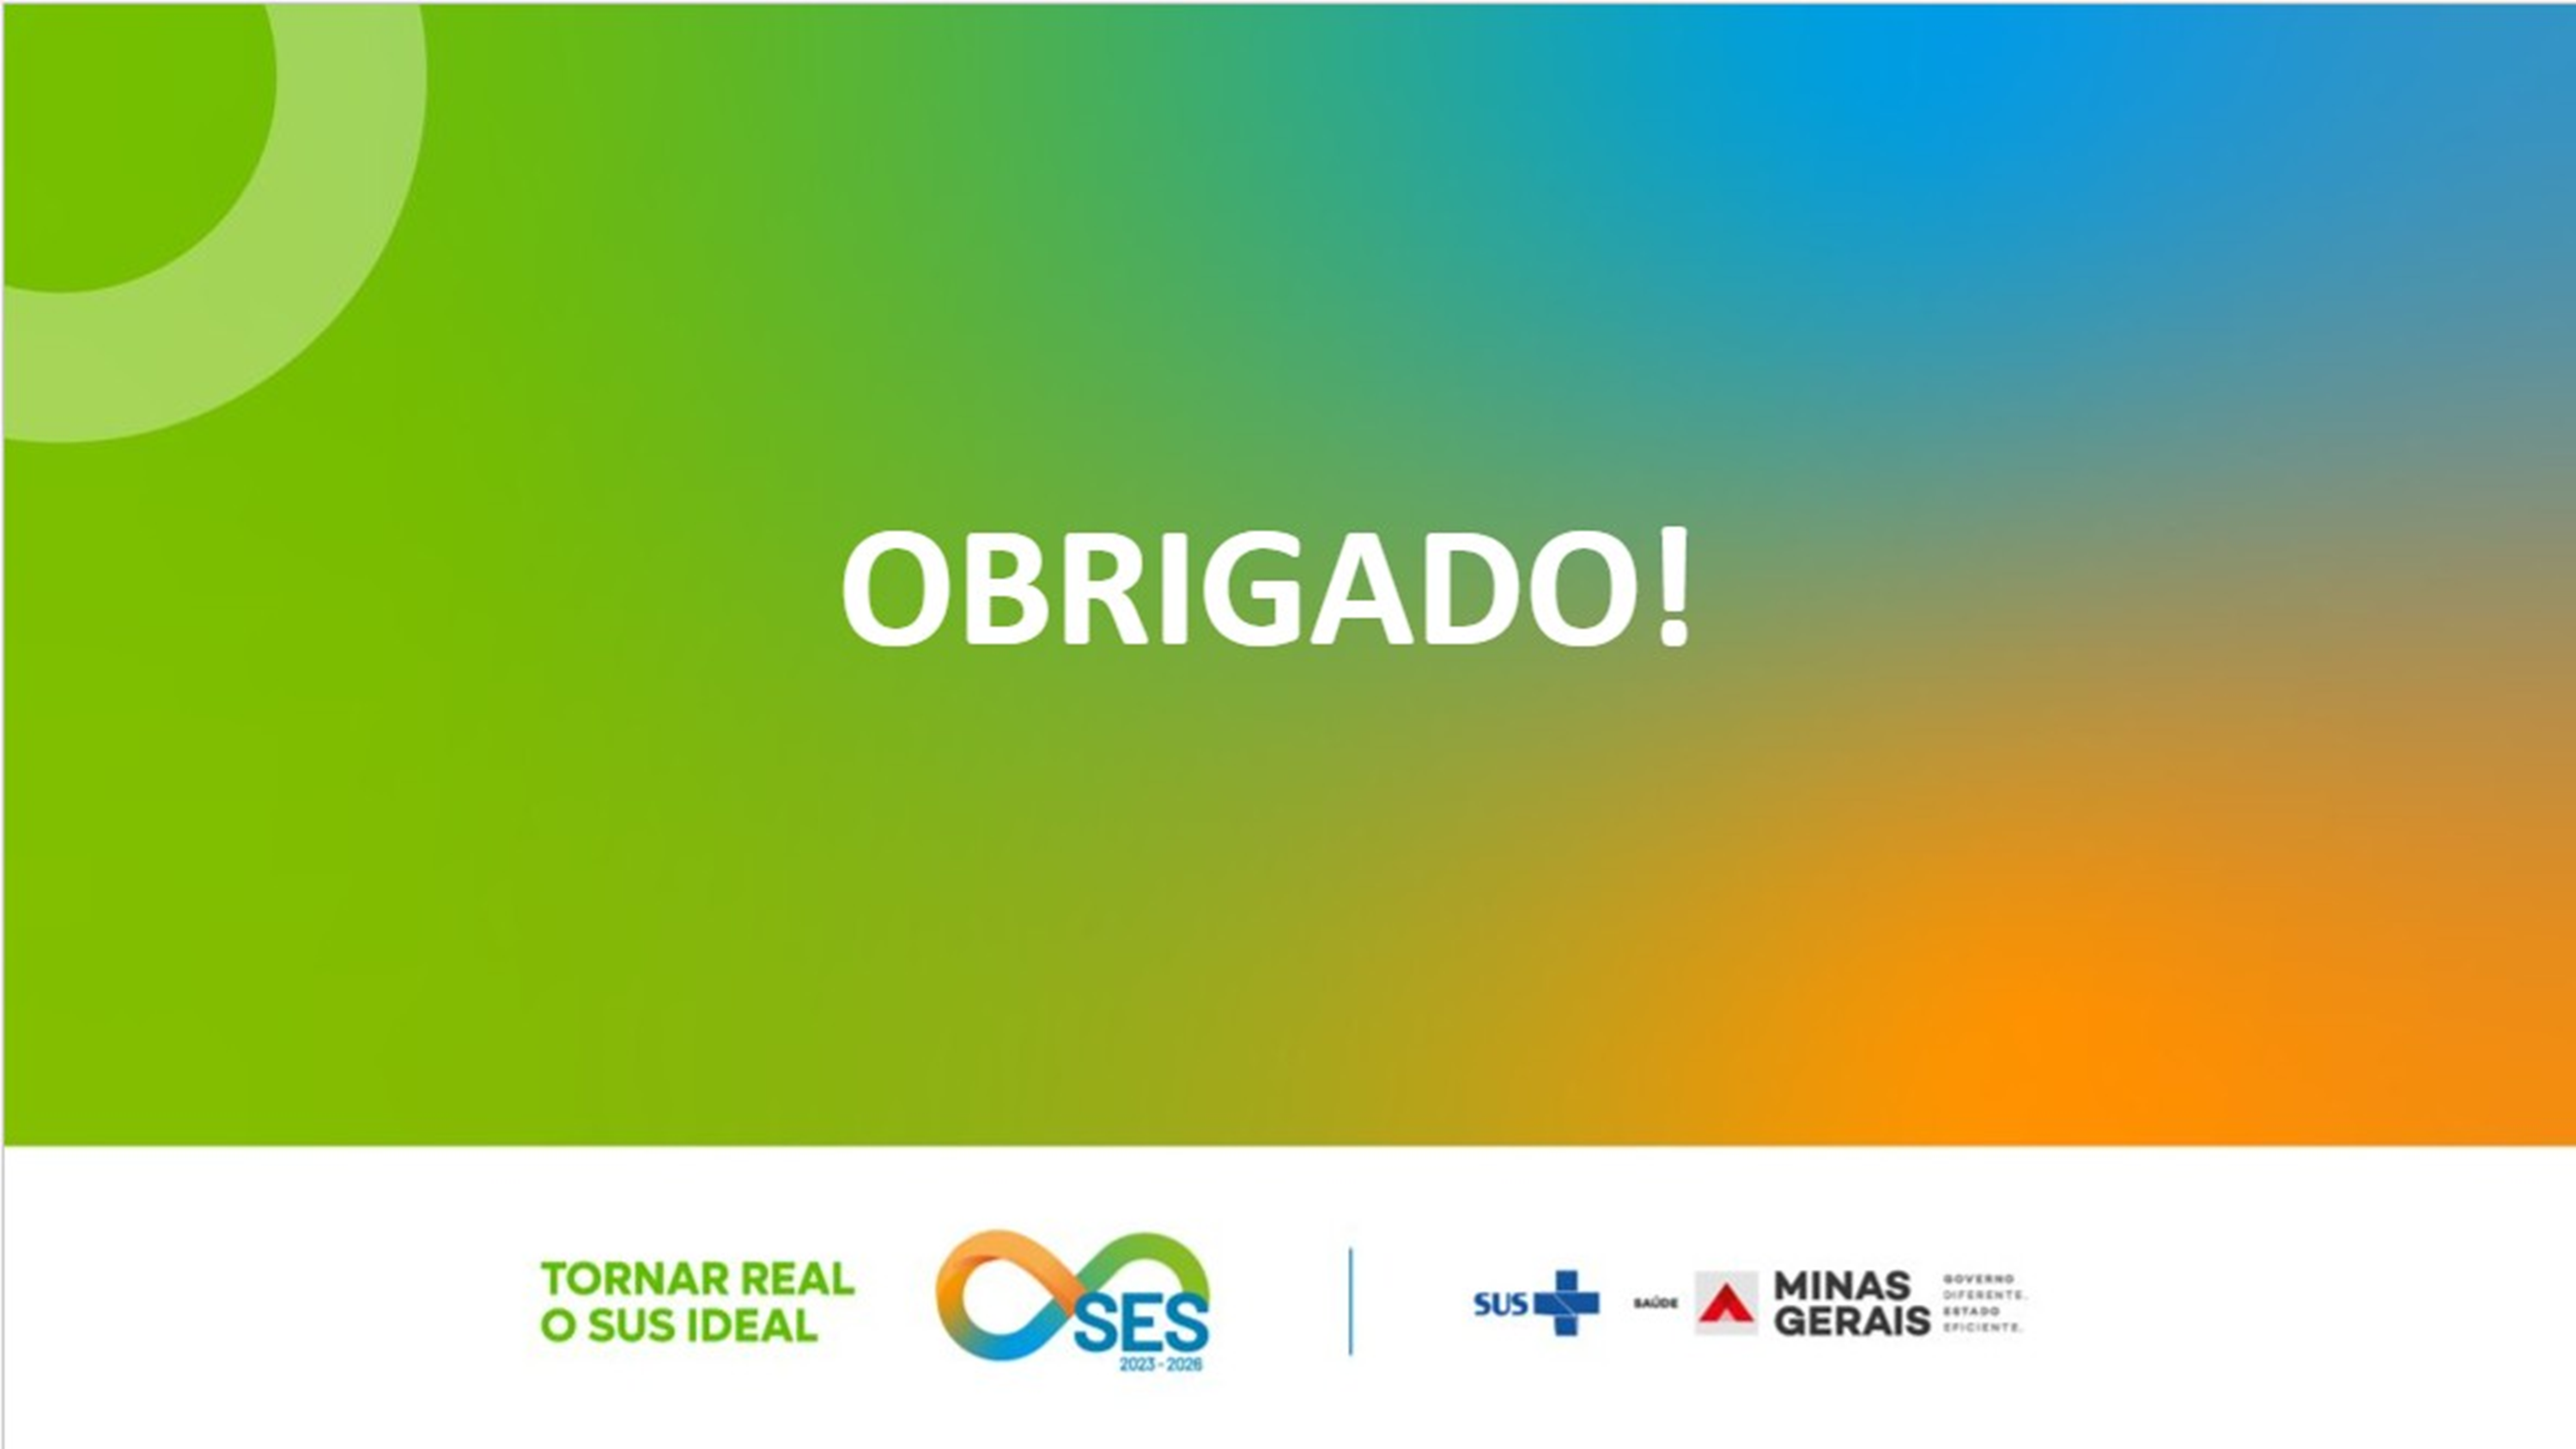 OBRIGADO!
TORNAR REAL
O SUS IDEAL
SES
2023 - 2026
SUS
SAÚDE
MINAS
GERAIS
GOVERNO
DIFERENTE.
ESTADO
EFICIENTE.